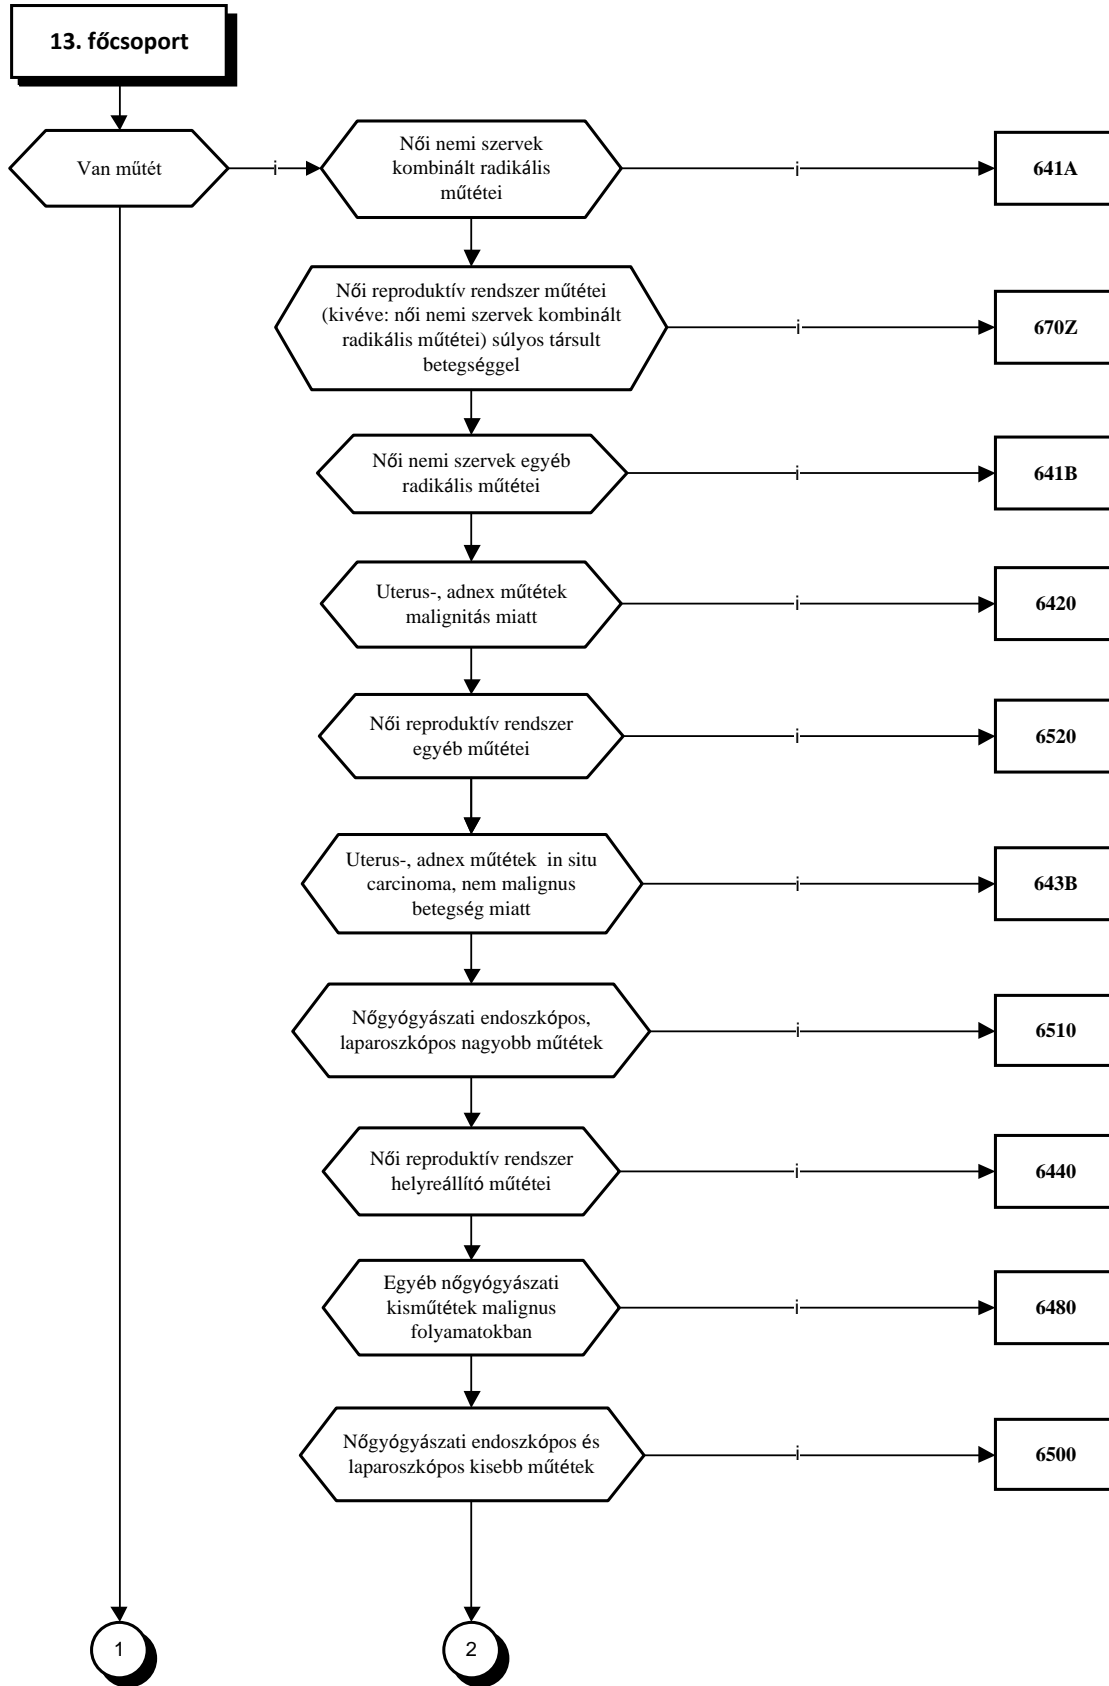 13. főcsoport
Van műtét
i
Női nemi szervek
kombinált radikális
műtétei
i
641A
Női reproduktív rendszer műtétei
(kivéve: női nemi szervek kombinált
radikális műtétei) súlyos társult
betegséggel
i
670Z
Női nemi szervek egyéb
radikális műtétei
i
641B
Uterus-, adnex műtétek
malignitás miatt
i
6420
Női reproduktív rendszer
egyéb műtétei
i
6520
Uterus-, adnex műtétek  in situ
carcinoma, nem malignus
betegség miatt
i
643B
Nőgyógyászati endoszkópos,
laparoszkópos nagyobb műtétek
i
6510
Női reproduktív rendszer
helyreállító műtétei
i
6440
Egyéb nőgyógyászati
kisműtétek malignus
folyamatokban
i
6480
Nőgyógyászati endoszkópos és
laparoszkópos kisebb műtétek
i
6500
1
2